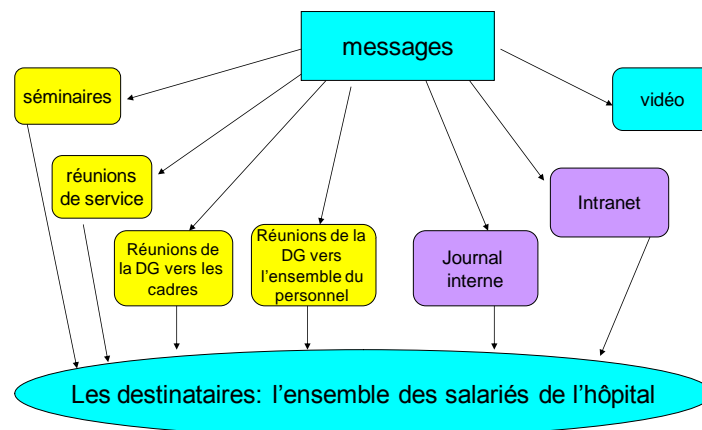 messages
séminaires
vidéo
réunions
de service
Intranet
Réunions de
la DG vers les
cadres
Réunions de la
DG vers
l’ensemble du
personnel
Journal
interne
Les destinataires: l’ensemble des salariés de l’hôpital